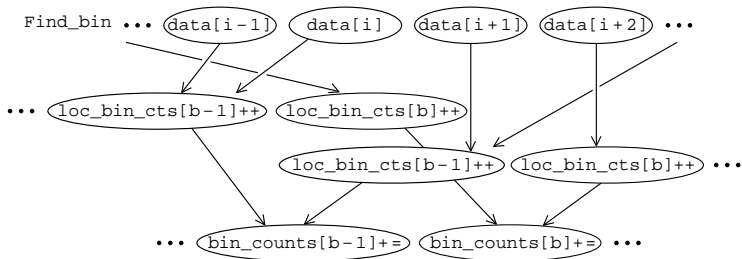 Find_bin ••• data[i-1] data[i] data[i+1] data[i+2] •••
••• loc_bin_cts[b-1]++ loc_bin_cts[b]++
loc_bin_cts[b-1]++ loc_bin_cts[b]++ •••
••• bin_counts[b-1]+= bin_counts[b]+= •••